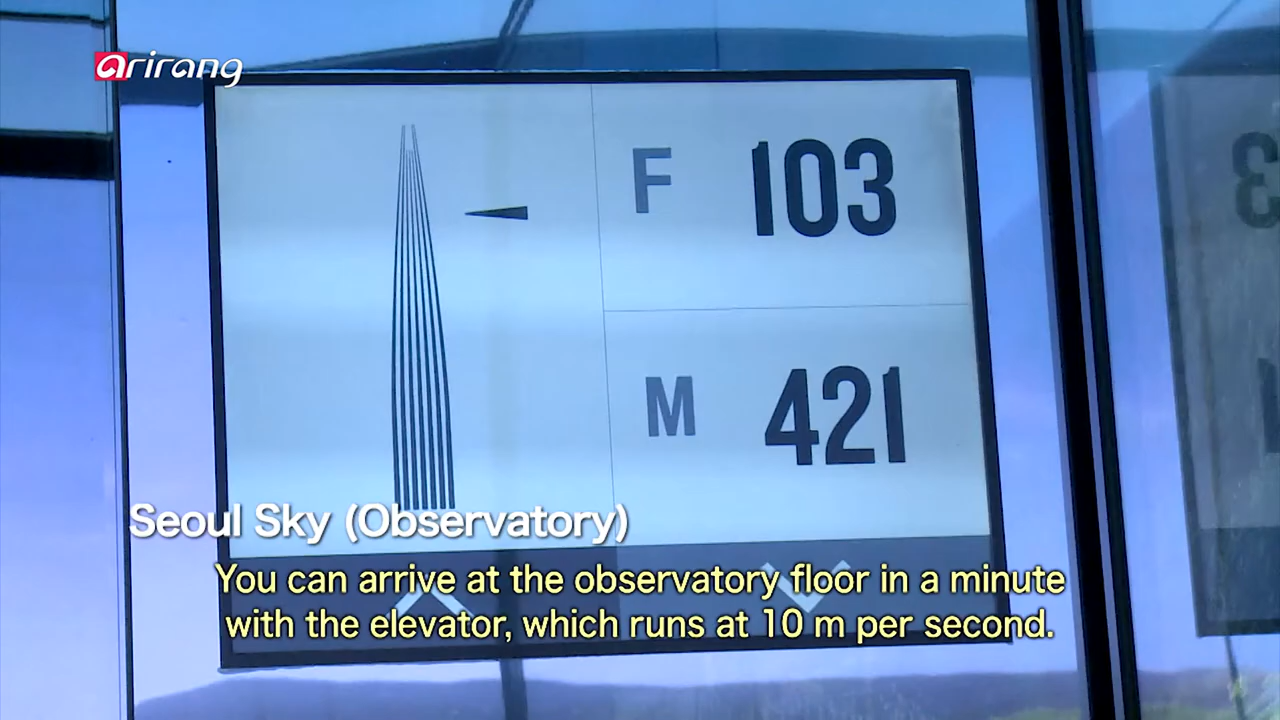 arirang
F 103
M 421
Seoul Sky (Observatory)
You can arrive at the observatory floor in a minute
with the elevator, which runs at 10 m per second.